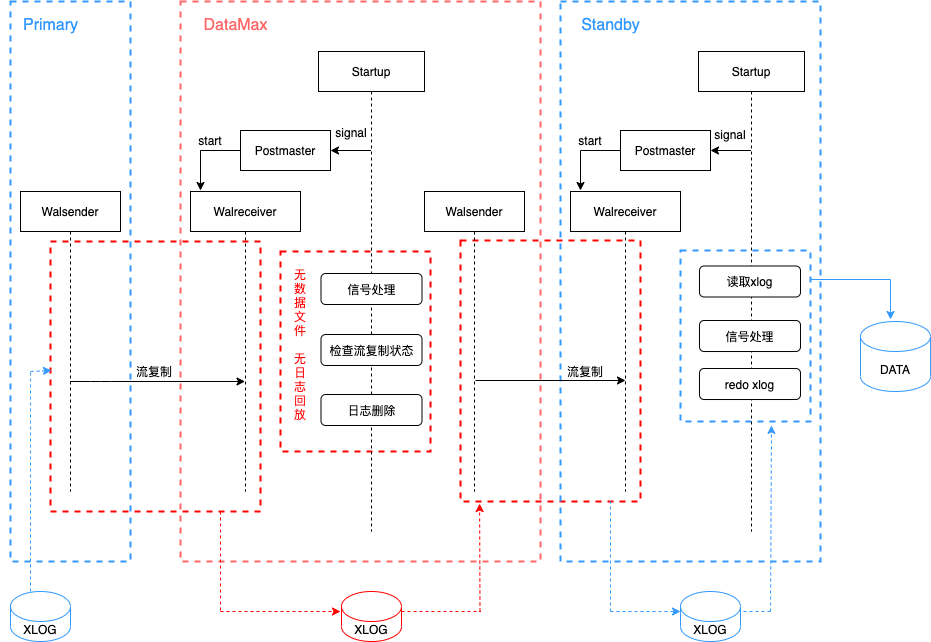 Primary
DataMax
Standby
Startup
Startup
signal
start
Postmaster
signal
start
Postmaster
Walsender
Walreceiver
Walsender
Walreceiver
无数据文件 无日志回放
信号处理
检查流复制状态
日志删除
流复制
流复制
读取xlog
信号处理
redo xlog
DATA
XLOG
XLOG
XLOG